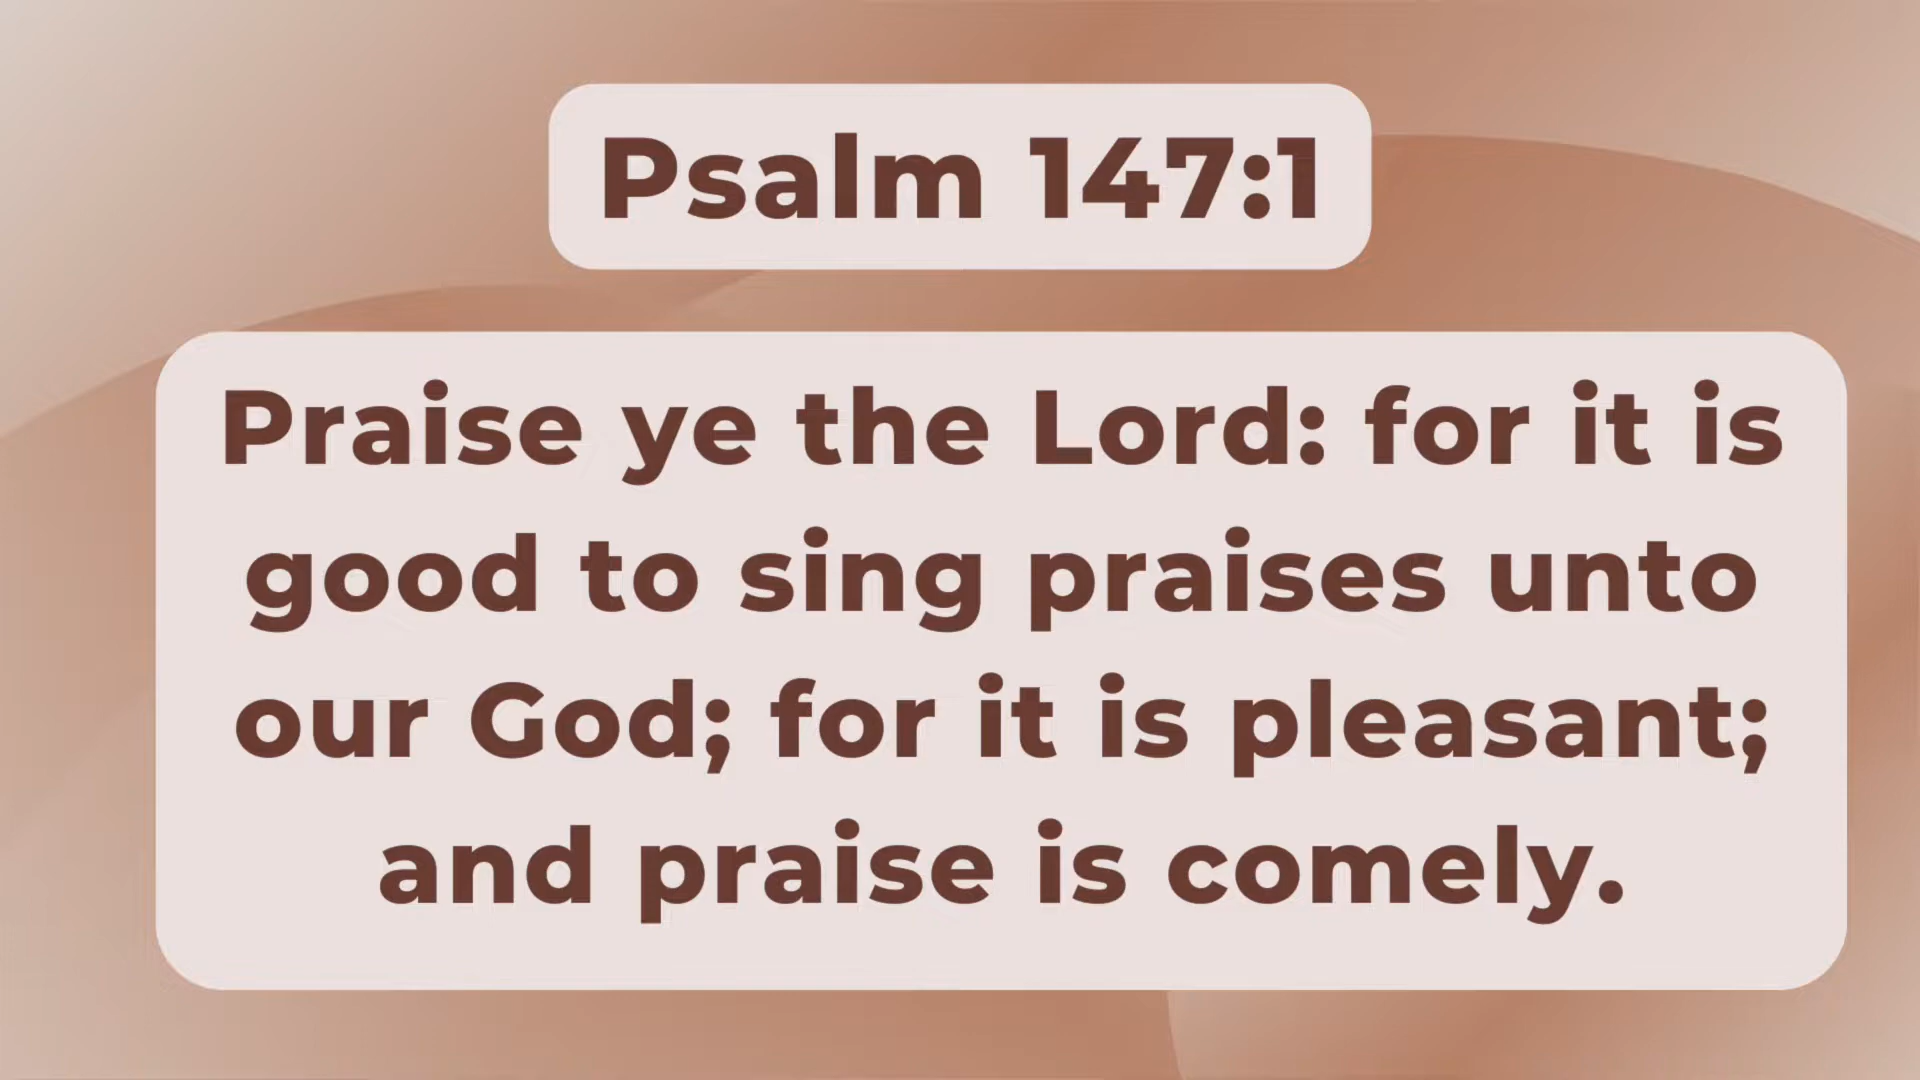 Psalm 147:1
Praise ye the Lord: for it is
good to sing praises unto
our God; for it is pleasant;
and praise is comely.